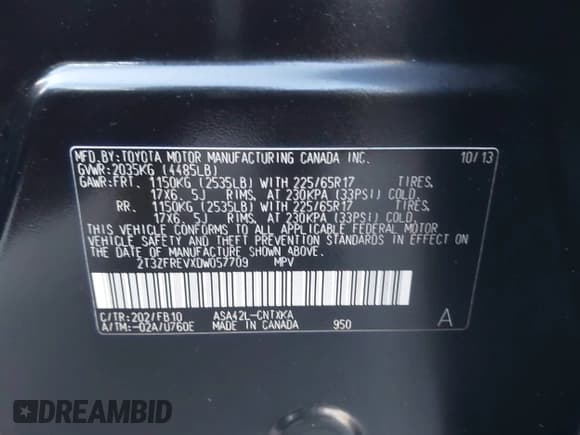 MFD.BY:TOYOTA MOTOR MANUFACTURING CANADA INC. 10/13
GVWR:2035KG (4485LB)
GAWR:FRT. 1150KG (2535LB) WITH 225/65R17 TIRES.
17X6.5J RIMS. AT 230KPA (33PSI) COLD.
RR. 1150KG (2535LB) WITH 225/65R17 TIRES.
17X6.5J RIMS. AT 230KPA (33PSI) COLD.
THIS VEHICLE CONFORMS TO ALL APPLICABLE FEDERAL MOTOR
VEHICLE SAFETY AND THEFT PREVENTION STANDARDS IN EFFECT ON
THE DATE OF MANUFACTURE SHOWN ABOVE.
2T3ZFREVXDW057709 MPV
C/TR:202/FB10 ASA42L-CNTXKA
A/TM:-02A/U760E MADE IN CANADA 950 A
DREAMBID